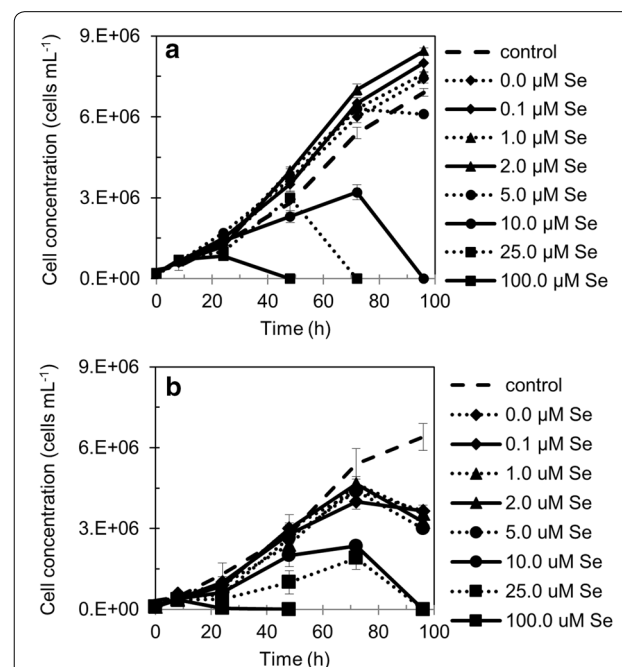 a
9.E+06
6.E+06
3.E+06
0.E+00
Cell concentration (cells mL-1)
0 20 40 60 80 100
Time (h)
control
0.0 µM Se
0.1 µM Se
1.0 µM Se
2.0 µM Se
5.0 µM Se
10.0 µM Se
25.0 µM Se
100.0 µM Se
b
9.E+06
6.E+06
3.E+06
0.E+00
Cell concentration (cells mL-1)
0 20 40 60 80 100
Time (h)
control
0.0 µM Se
0.1 µM Se
1.0 uM Se
2.0 uM Se
5.0 uM Se
10.0 uM Se
25.0 uM Se
100.0 uM Se